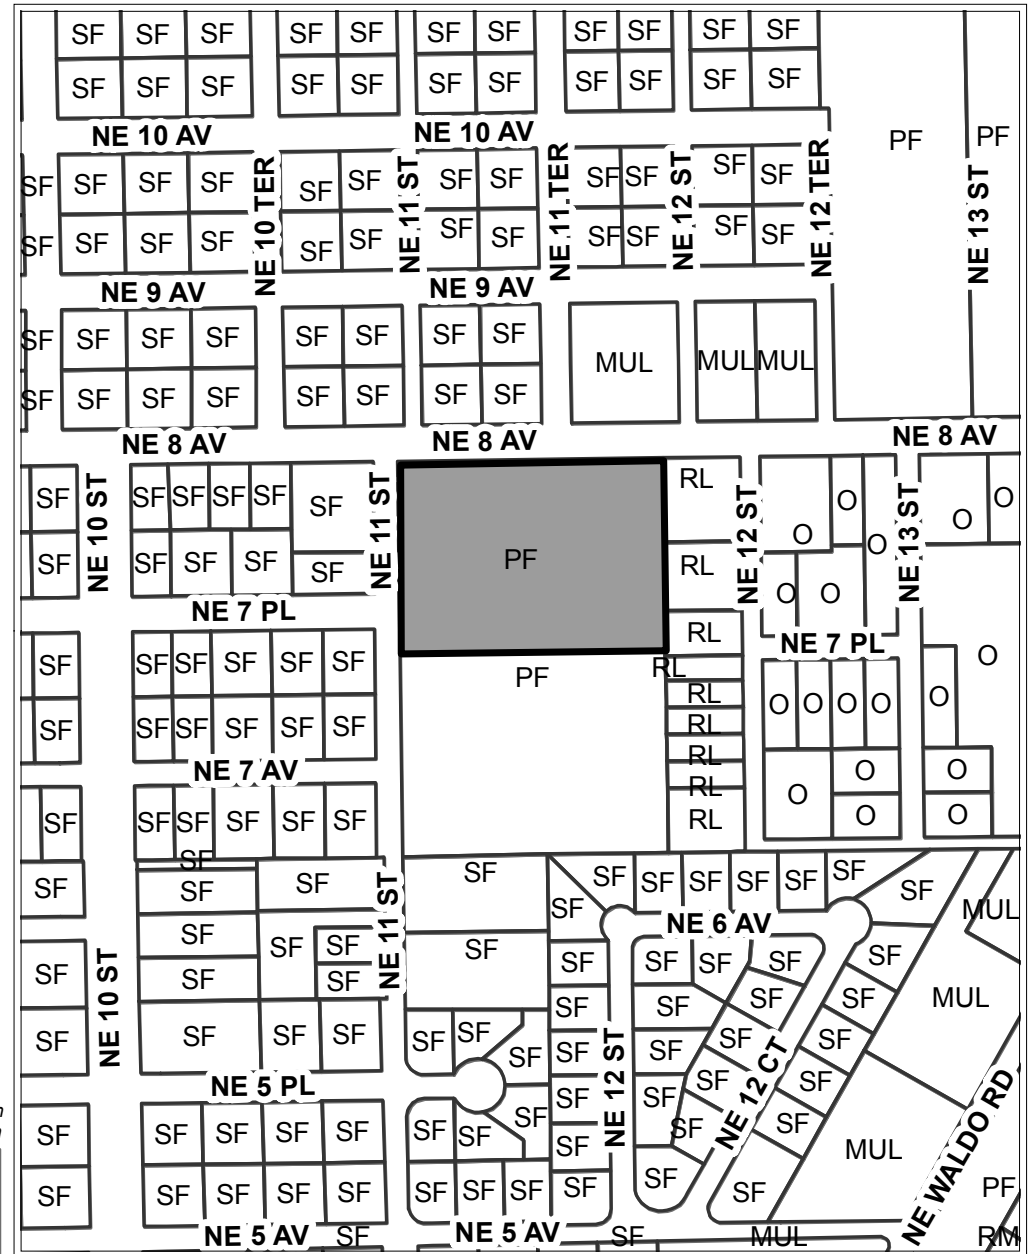 SF SF SF SF SF SF SF SF SF SF SF
SF SF SF SF SF SF SF SF SF SF SF
PF PF
NE 10 AV NE 10 AV
SF SF SF SF SF SF SF SF SF SF SF SF
NE 10 TER NE 11 ST NE 11 TER NE 12 ST NE 12 TER NE 13 ST
SF SF SF SF SF SF SF SF SF SF SF SF
NE 9 AV NE 9 AV
SF SF SF SF SF SF SF SF
MUL MUL MUL
SF SF SF SF SF SF SF SF
NE 8 AV NE 8 AV NE 8 AV
SF SF SF SF SF SF RL O O O O O
NE 10 ST NE 11 ST NE 12 ST NE 13 ST
SF SF SF SF SF PF RL O O
NE 7 PL
RL NE 7 PL
SF SF SF SF SF SF PF RL O
RL O O O O O
SF SF SF SF SF SF RL
NE 7 AV RL O O
RL O
SF SF SF SF SF SF RL O O
SF
SF SF SF SF SF SF SF SF SF SF SF
SF MUL
NE 11 ST
NE 6 AV
SF SF SF SF SF
SF SF SF SF SF SF SF
SF SF
NE 10 ST
SF SF SF SF MUL
SF SF SF SF SF SF SF SF SF
NE 12 ST NE 12 CT
SF SF SF SF
NE 5 PL
SF SF SF
NE WALDO RD
SF SF SF SF SF SF SF SF SF SF
SF MUL
SF SF SF SF SF SF SF SF SF SF SF PF
NE 5 AV SF NE 5 AV SF MUL RM